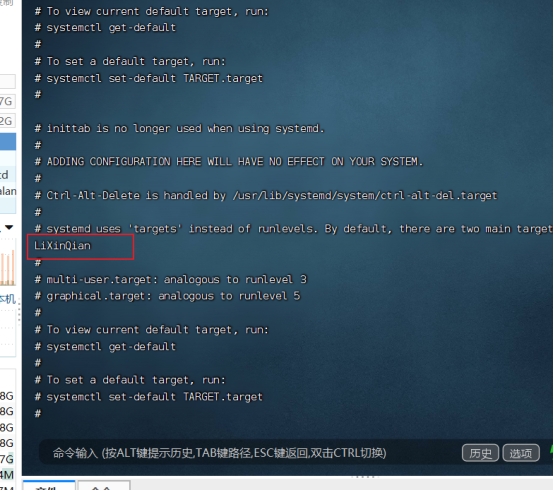 # To view current default target, run:
# systemctl get-default
#
# To set a default target, run:
# systemctl set-default TARGET.target
#
# inittab is no longer used when using systemd.
#
# ADDING CONFIGURATION HERE WILL HAVE NO EFFECT ON YOUR SYSTEM.
#
# Ctrl-Alt-Delete is handled by /usr/lib/systemd/system/ctrl-alt-del.target
#
# systemd uses 'targets' instead of runlevels. By default, there are two main target
LiXinQian
#
# multi-user.target: analogous to runlevel 3
# graphical.target: analogous to runlevel 5
#
# To view current default target, run:
# systemctl get-default
#
# To set a default target, run:
# systemctl set-default TARGET.target
#
命令输入 (按ALT键提示历史,TAB键路径,ESC键返回,双击CTRL切换)
历史 选项
7G
2G
td
alan
本机
8G
8G
8G
8G
7G
4M